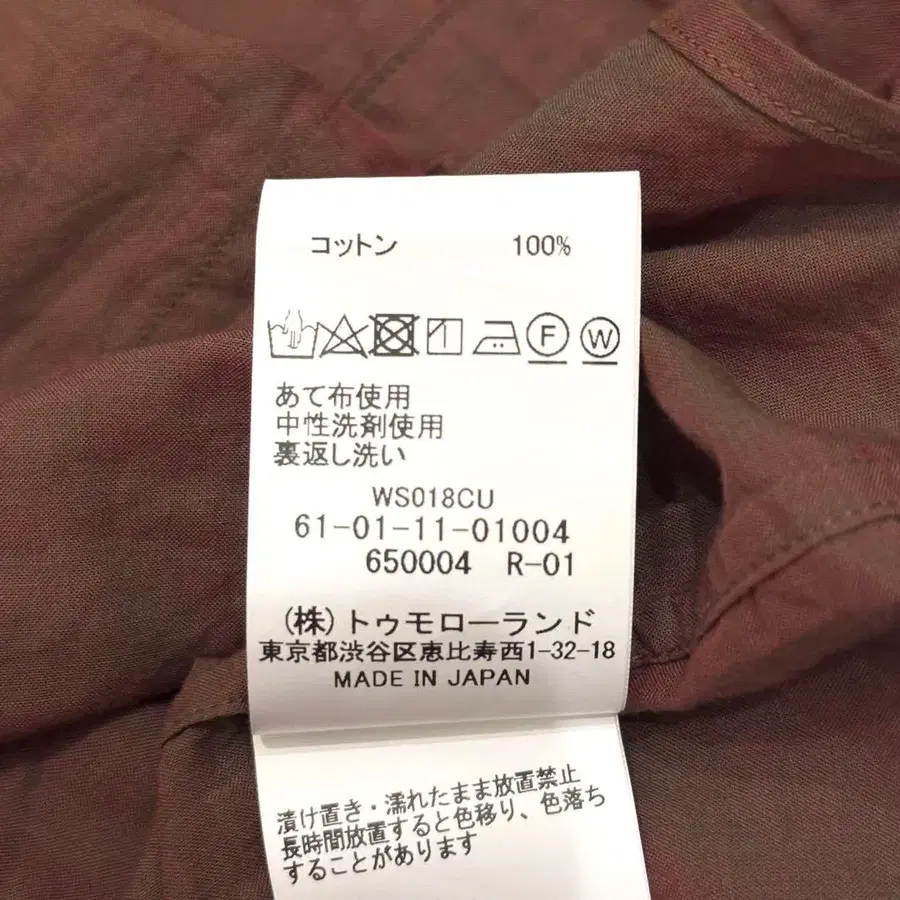 コットン 100%
F W
あて布使用
中性洗剤使用
裏返し洗い
WS018CU
61-01-11-01004
650004 R-01
(株)トゥモローランド
東京都渋谷区恵比寿西1-32-18
MADE IN JAPAN
漬け置き・濡れたまま放置禁止
長時間放置すると色移り、色落ち
することがあります